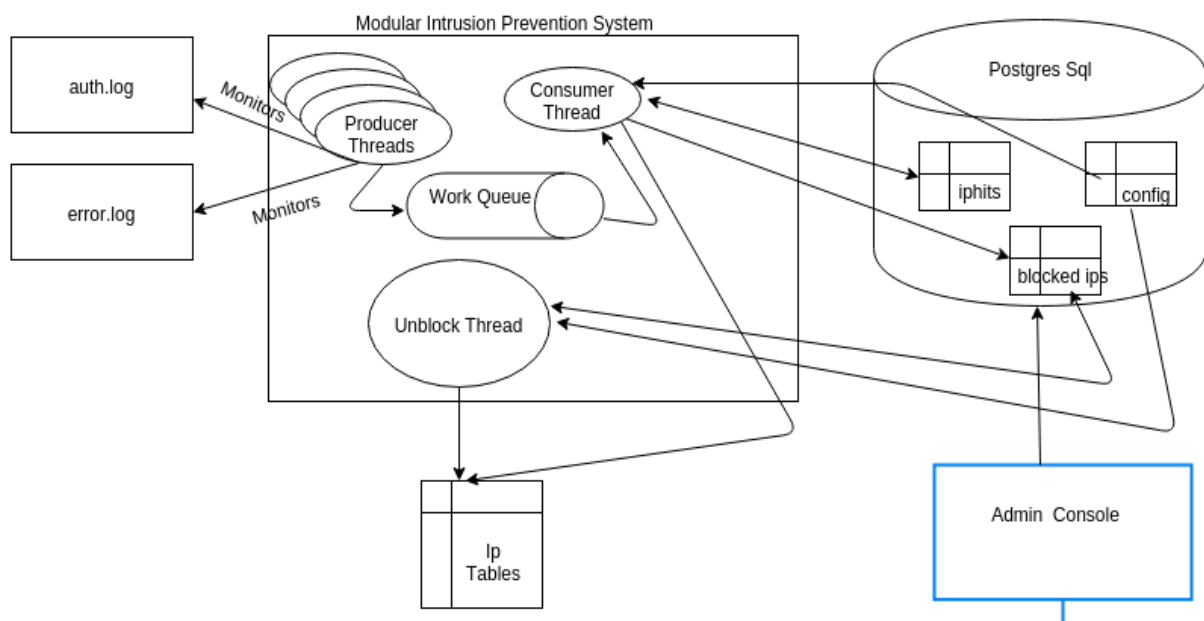 Modular Intrusion Prevention System
auth.log
Monitors
Producer
Threads
Consumer
Thread
Postgres Sql
error.log
Monitors
Work Queue
iphits
config
blocked ips
Unblock Thread
Admin Console
Ip
Tables